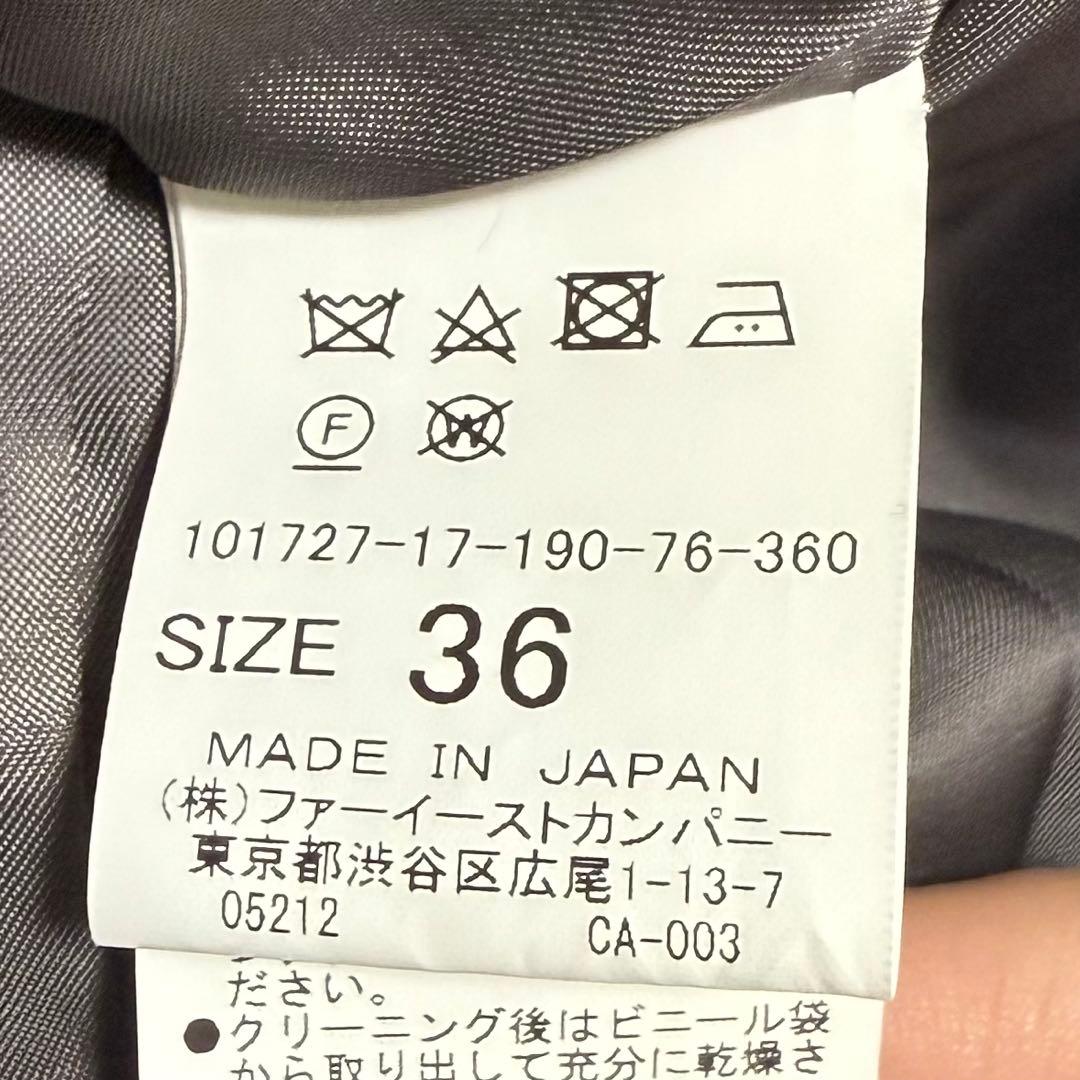 F
W
101727-17-190-76-360
SIZE 36
MADE IN JAPAN
(株)ファーイーストカンパニー
東京都渋谷区広尾1-13-7
05212 CA-003
ださい。
●クリーニング後はビニール袋
から取り出して充分に乾燥さ